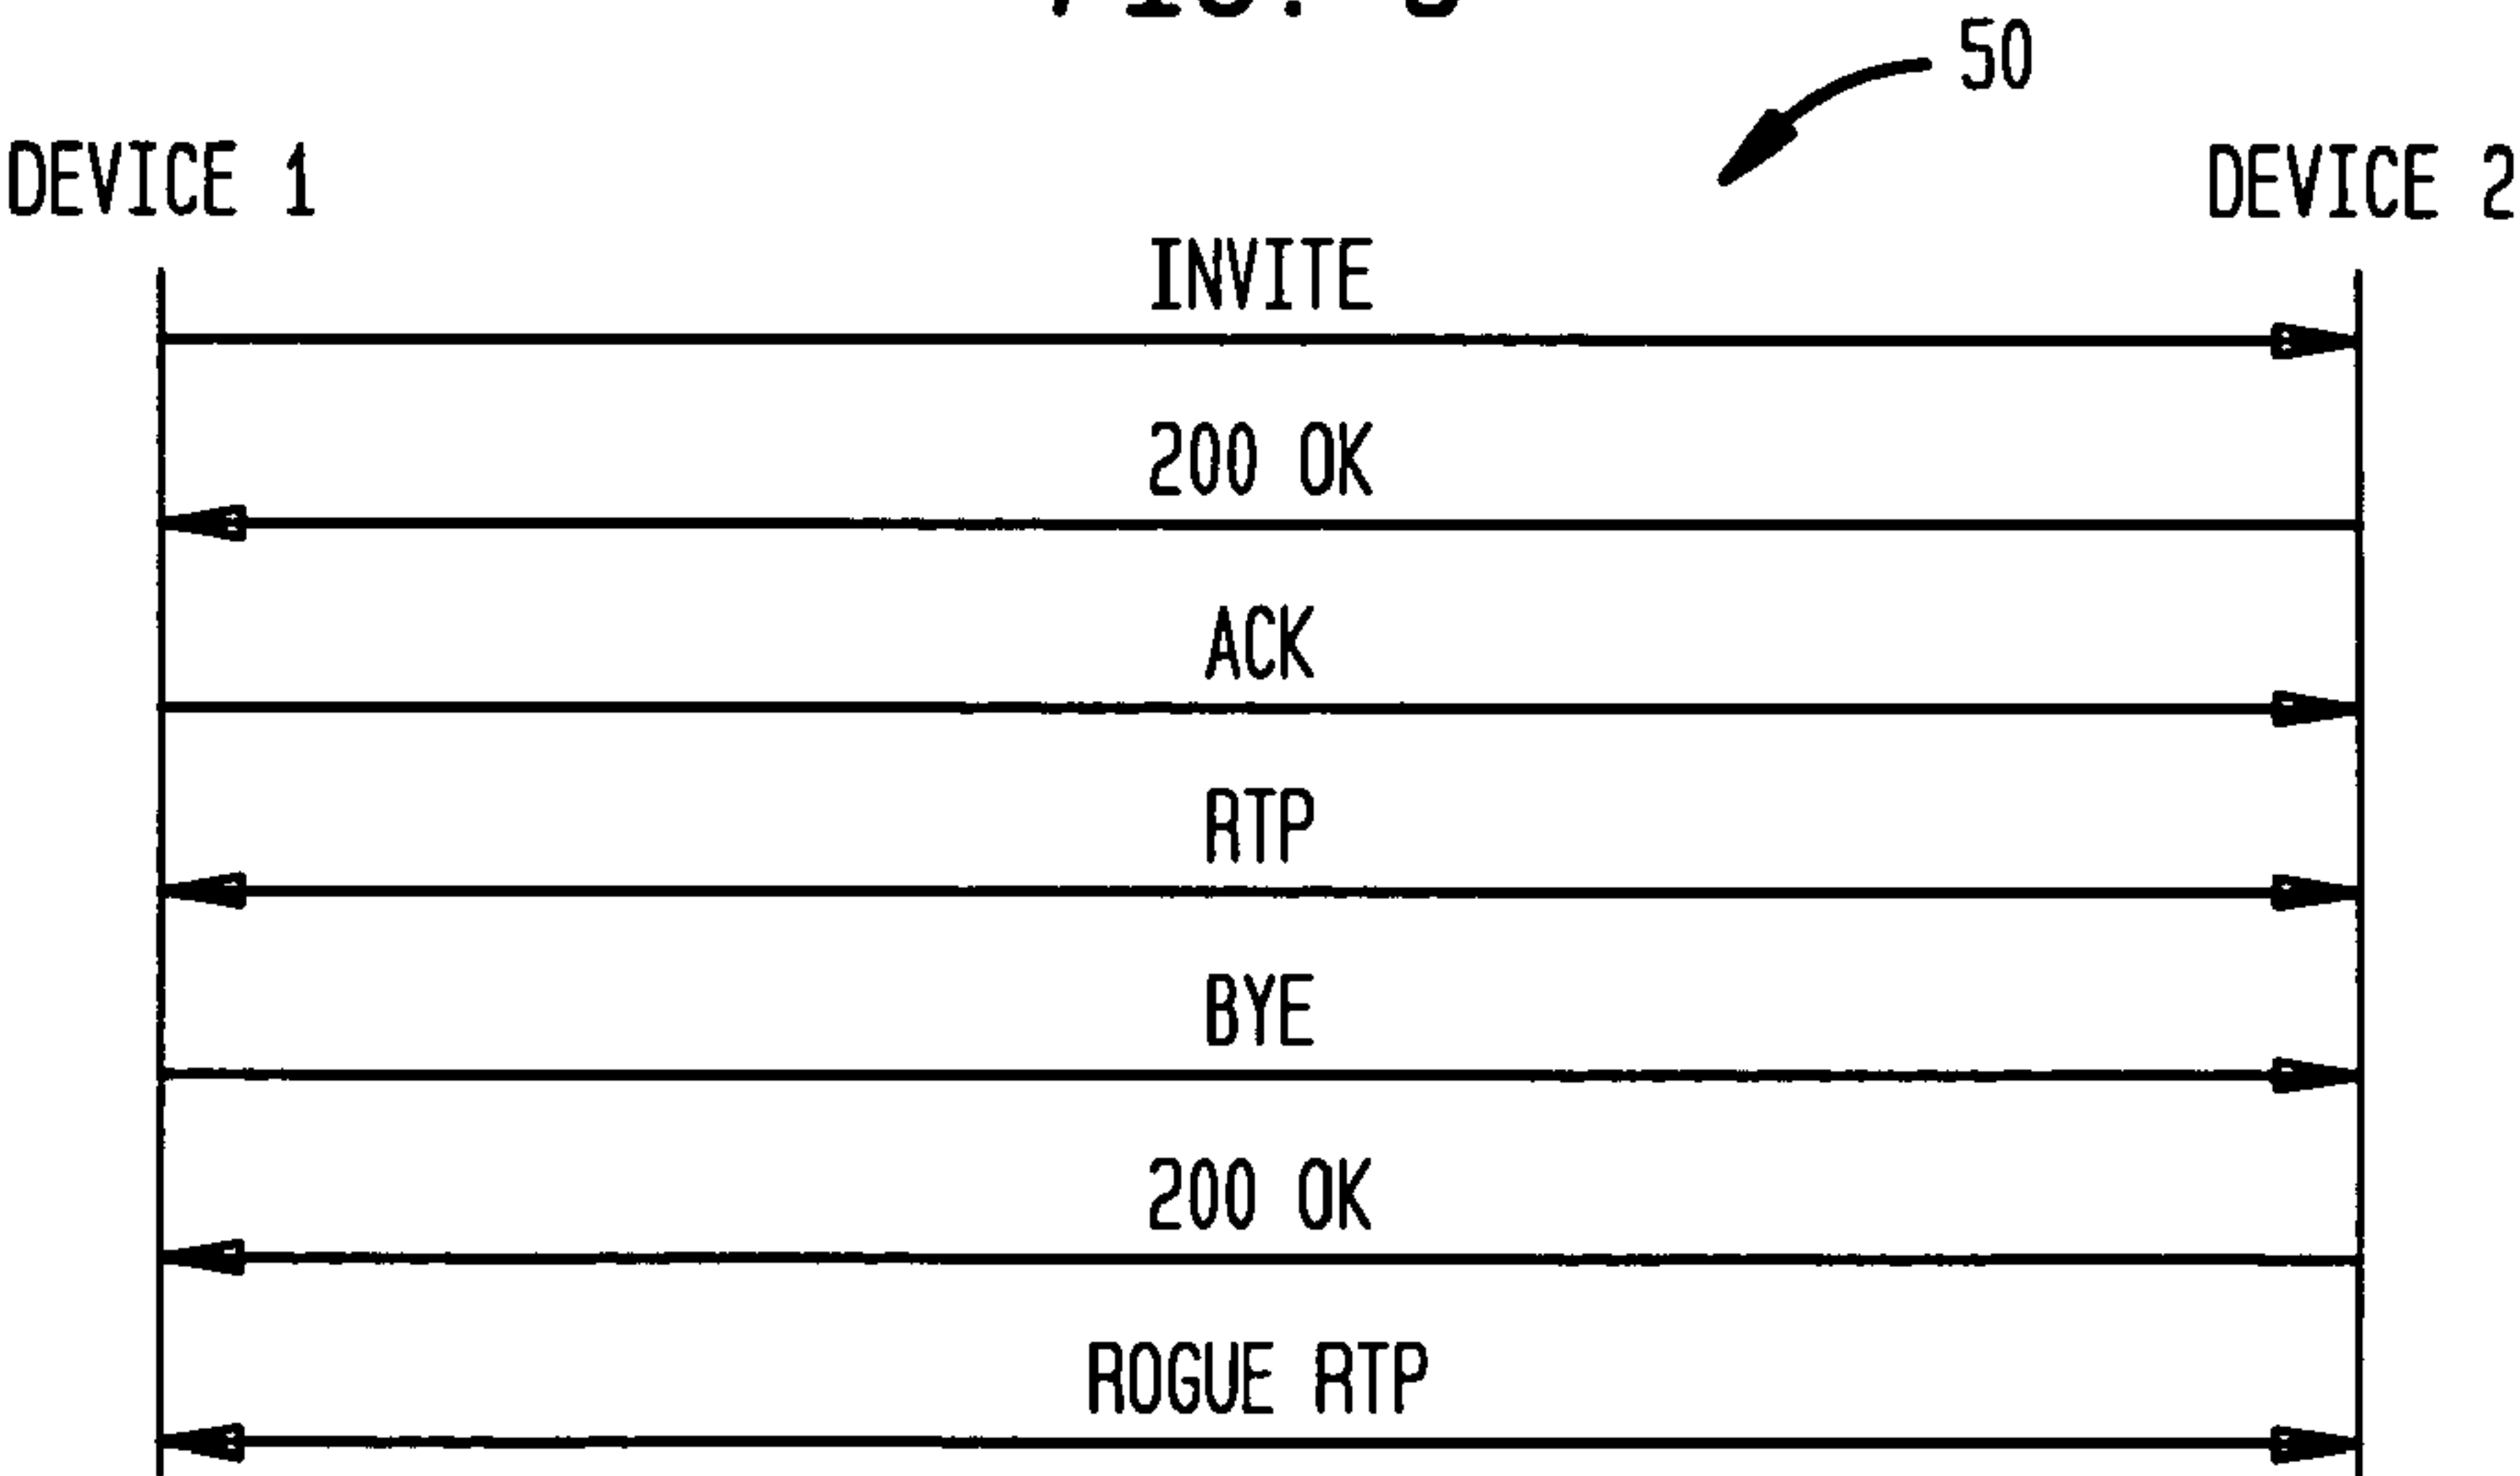 50
DEVICE 1
DEVICE 2
INVITE
200 OK
ACK
RTP
BYE
200 OK
ROGUE RTP